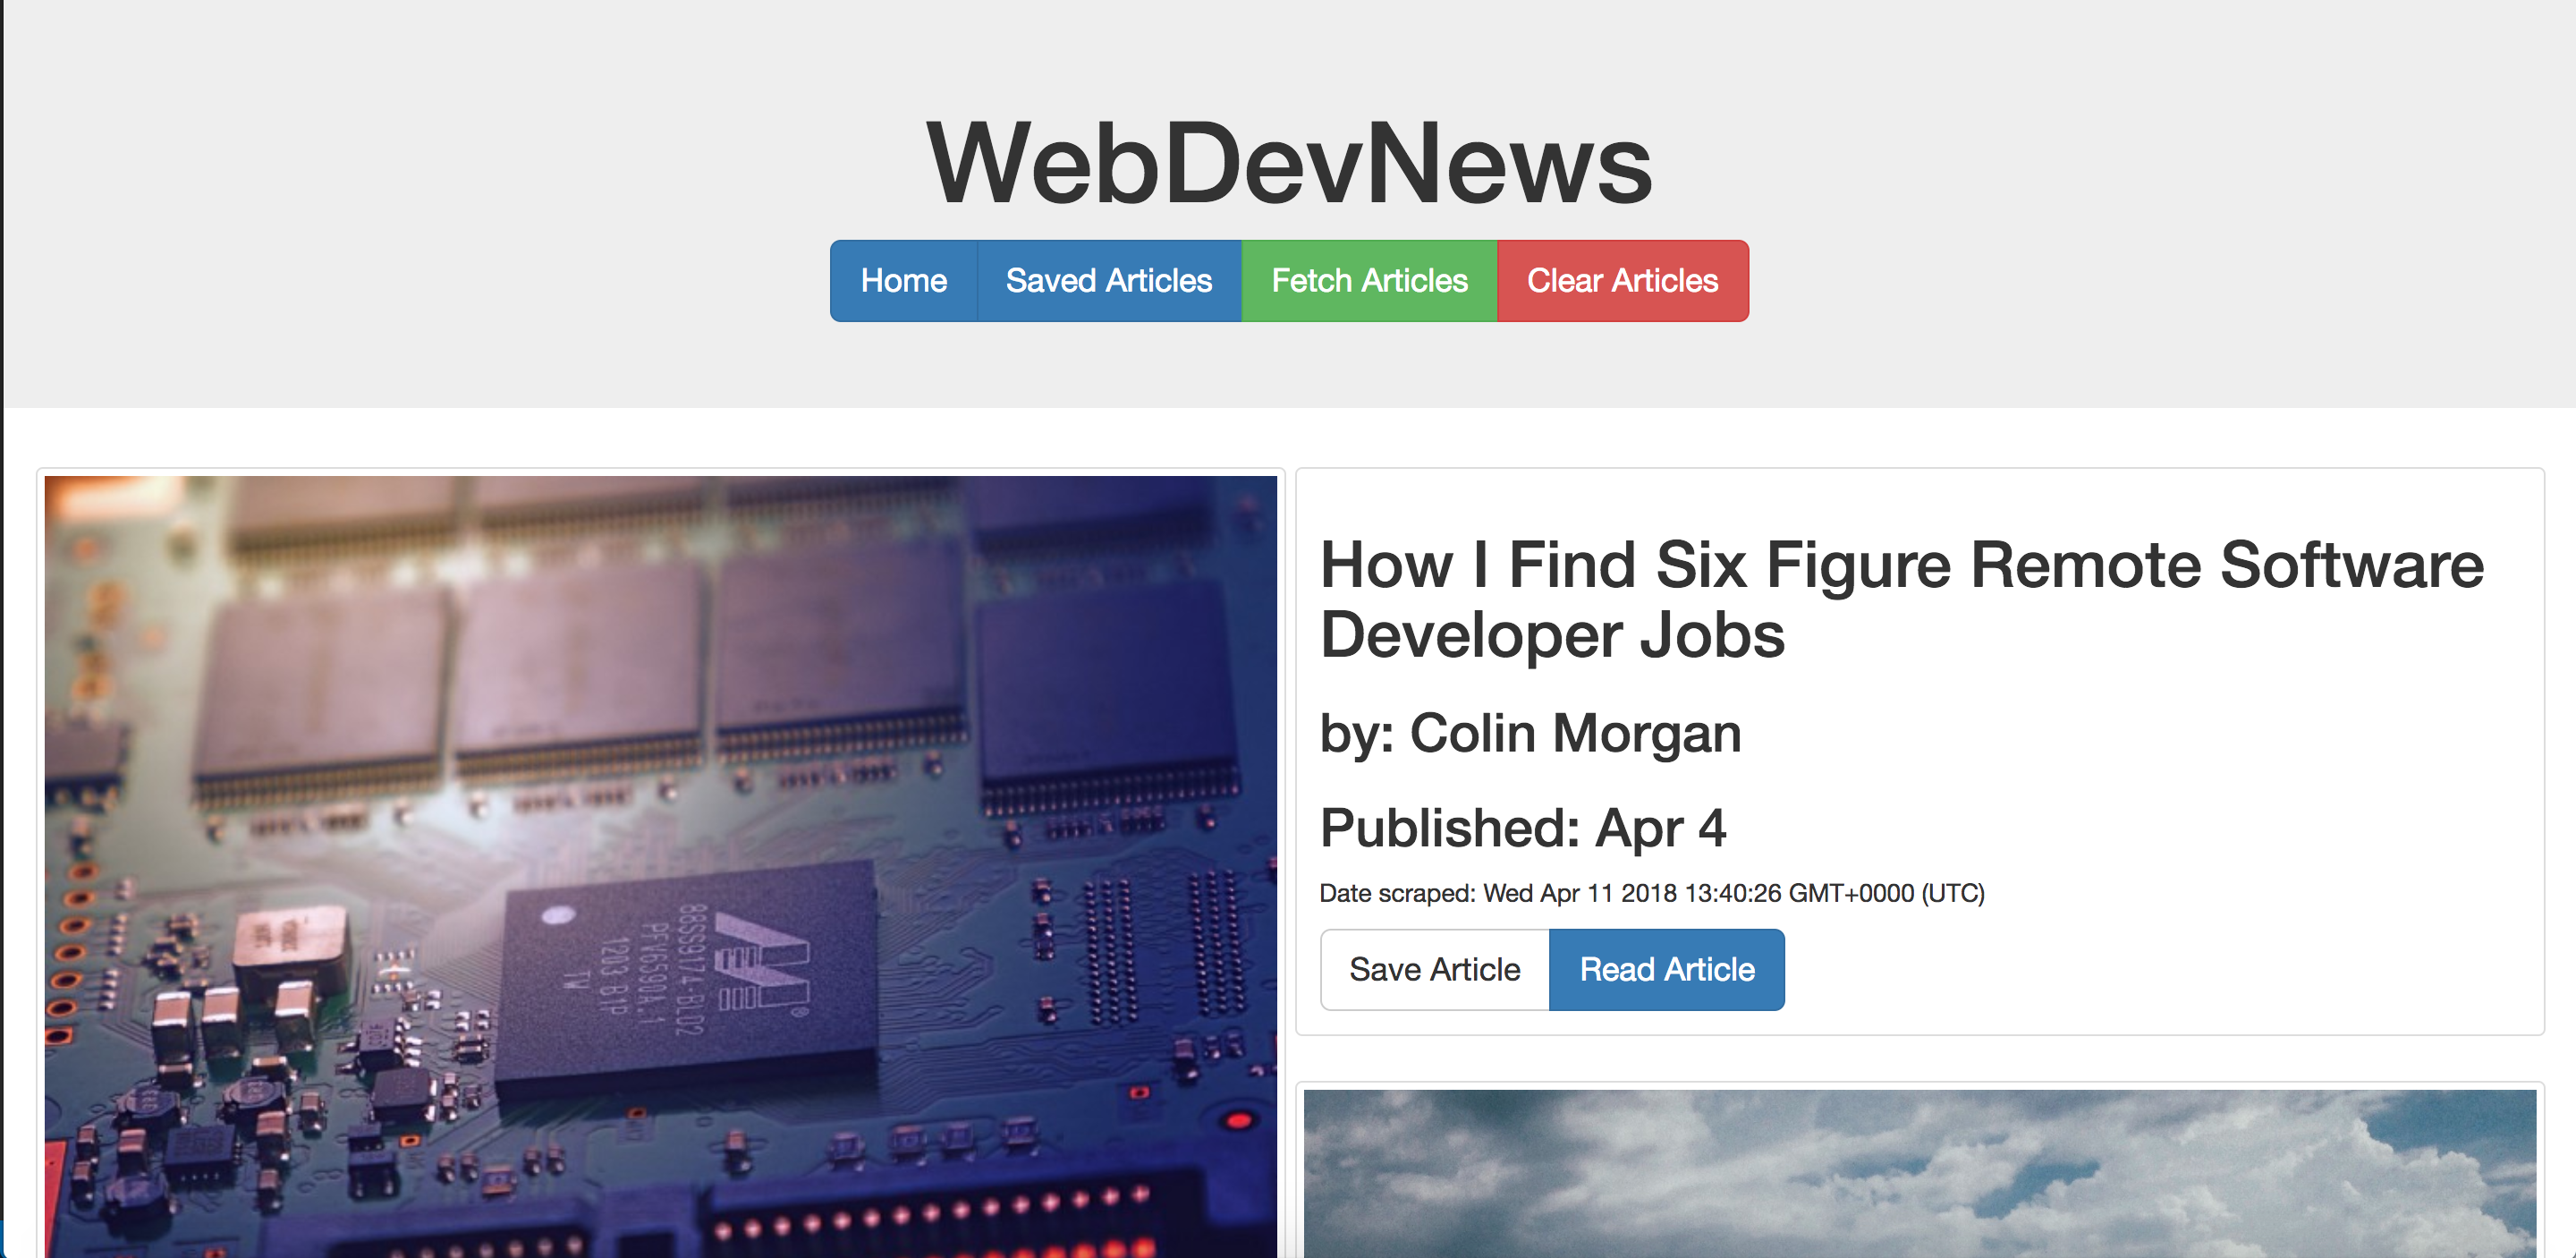 WebDevNews
Home Saved Articles Fetch Articles Clear Articles
How I Find Six Figure Remote Software
Developer Jobs
by: Colin Morgan
Published: Apr 4
Date scraped: Wed Apr 11 2018 13:40:26 GMT+0000 (UTC)
Save Article Read Article
88SS9174-BLD2
PFV6590A.1
1203 B1P
TW